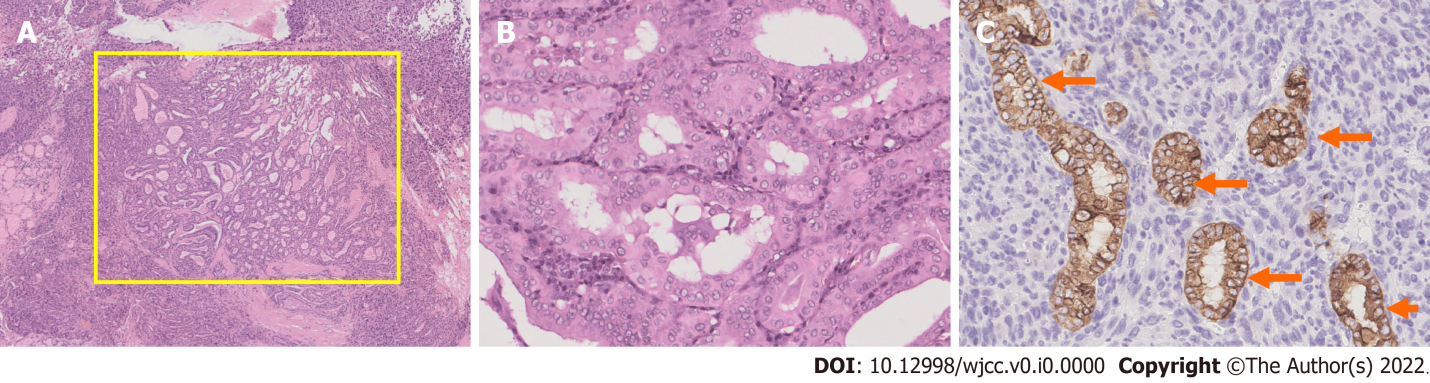 A
B
C
DOI: 10.12998/wjcc.v0.i0.0000 Copyright ©The Author(s) 2022.